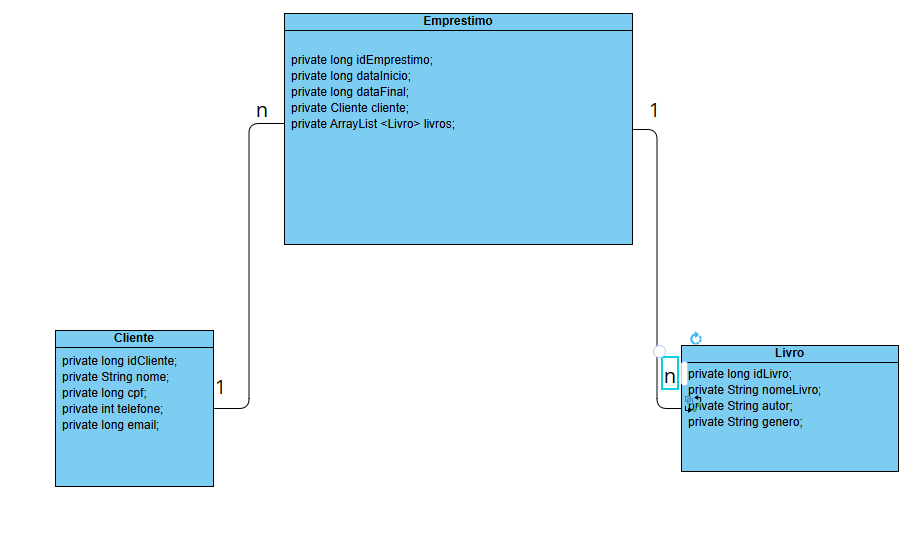 Emprestimo
private long idEmprestimo;
private long dataInicio;
private long dataFinal;
private Cliente cliente;
private ArrayList <Livro> livros;
n
1
Cliente
private long idCliente;
private String nome;
private long cpf;
private int telefone;
private long email;
1
n
Livro
private long idLivro;
private String nomeLivro;
private String autor;
private String genero;